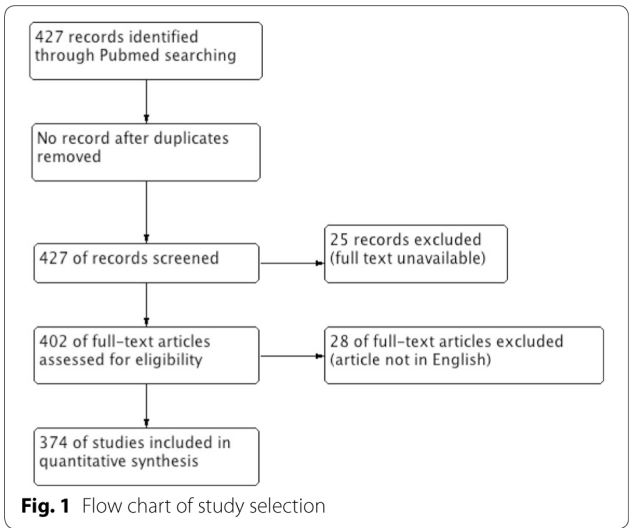 427 records identified
through Pubmed searching
No record after duplicates
removed
427 of records screened
25 records excluded
(full text unavailable)
402 of full-text articles
assessed for eligibility
28 of full-text articles excluded
(article not in English)
374 of studies included in
quantitative synthesis
Fig. 1 Flow chart of study selection